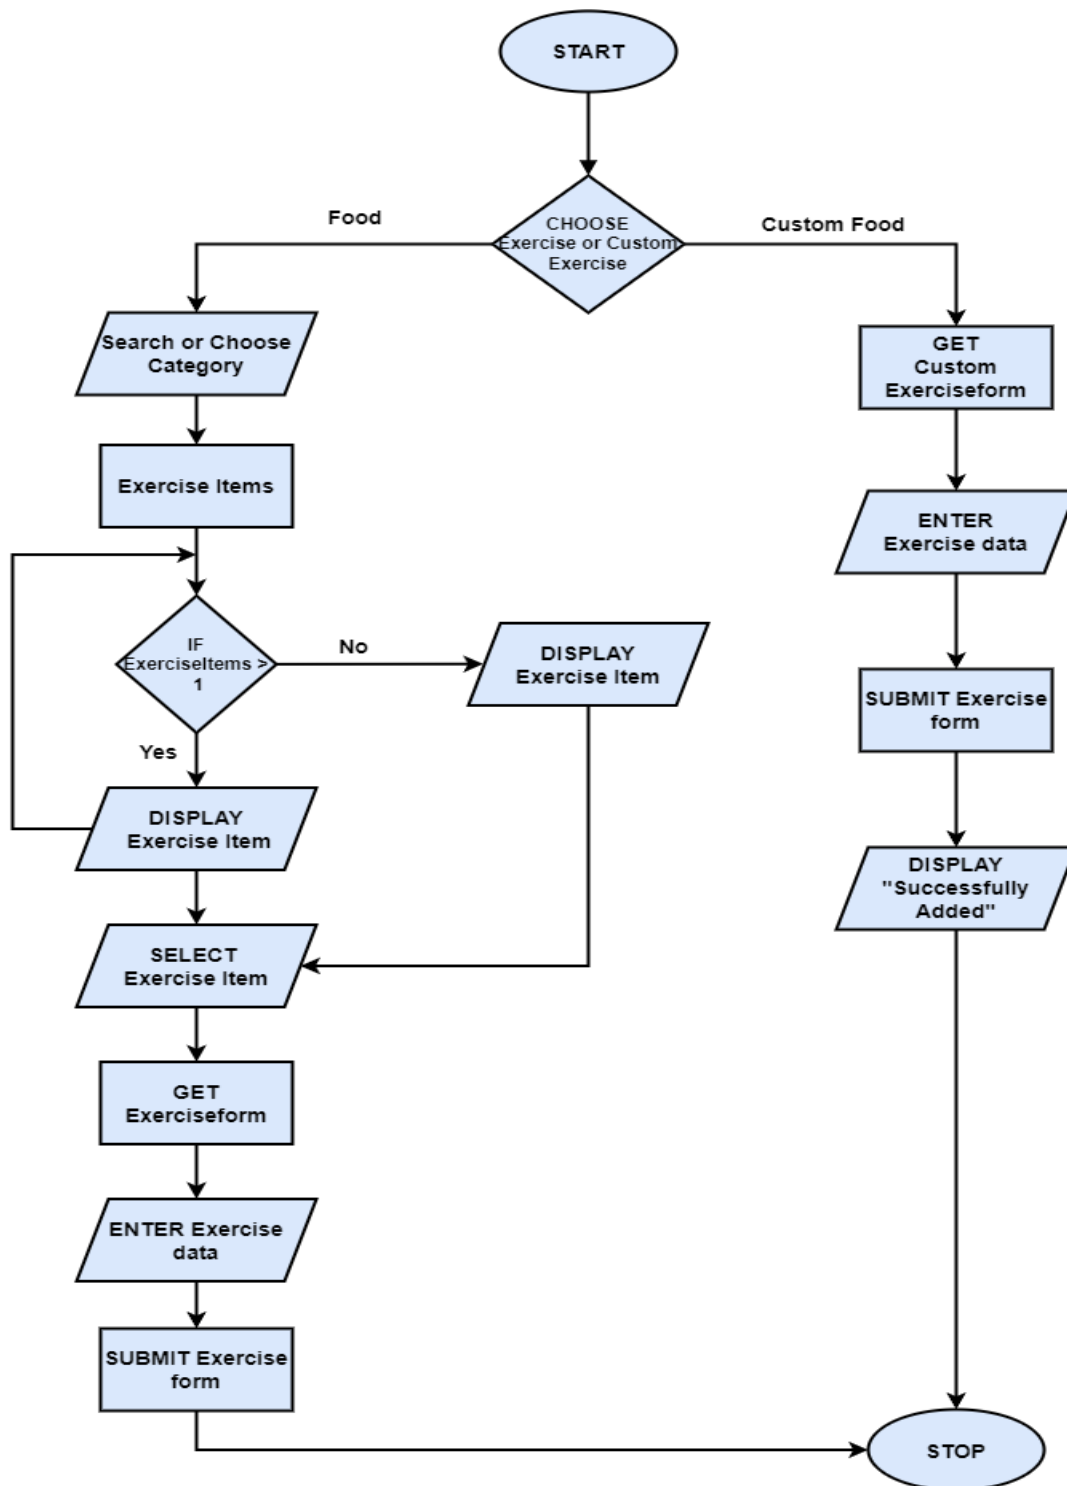 START
Food
CHOOSE
Exercise or Custom
Exercise
Custom Food
Search or Choose
Category
GET
Custom
Exerciseform
Exercise Items
ENTER
Exercise data
IF
ExerciseItems >
1
No
DISPLAY
Exercise Item
SUBMIT Exercise
form
Yes
DISPLAY
Exercise Item
DISPLAY
"Successfully
Added"
SELECT
Exercise Item
GET
Exerciseform
ENTER Exercise
data
SUBMIT Exercise
form
STOP